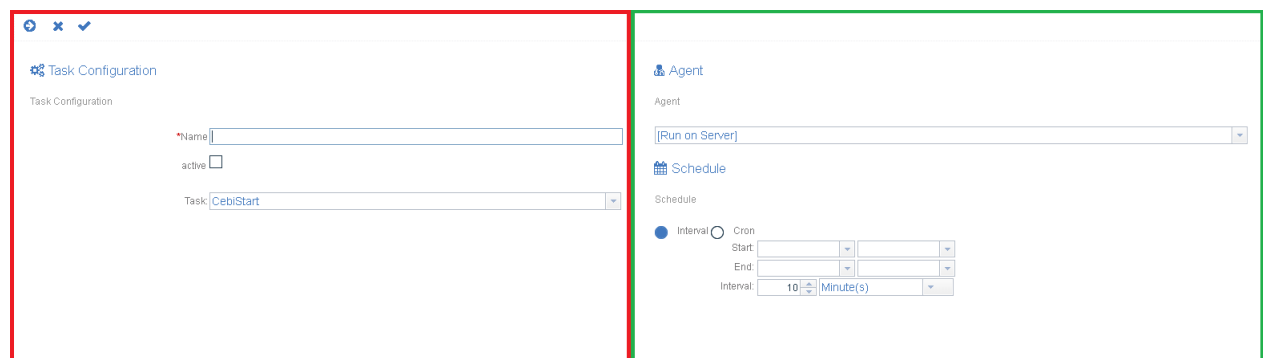 Task Configuration
Task Configuration
*Name
active
Task: CebiStart
Agent
Agent
[Run on Server]
Schedule
Schedule
Interval Cron
Start:
End:
Interval: 10 Minute(s)